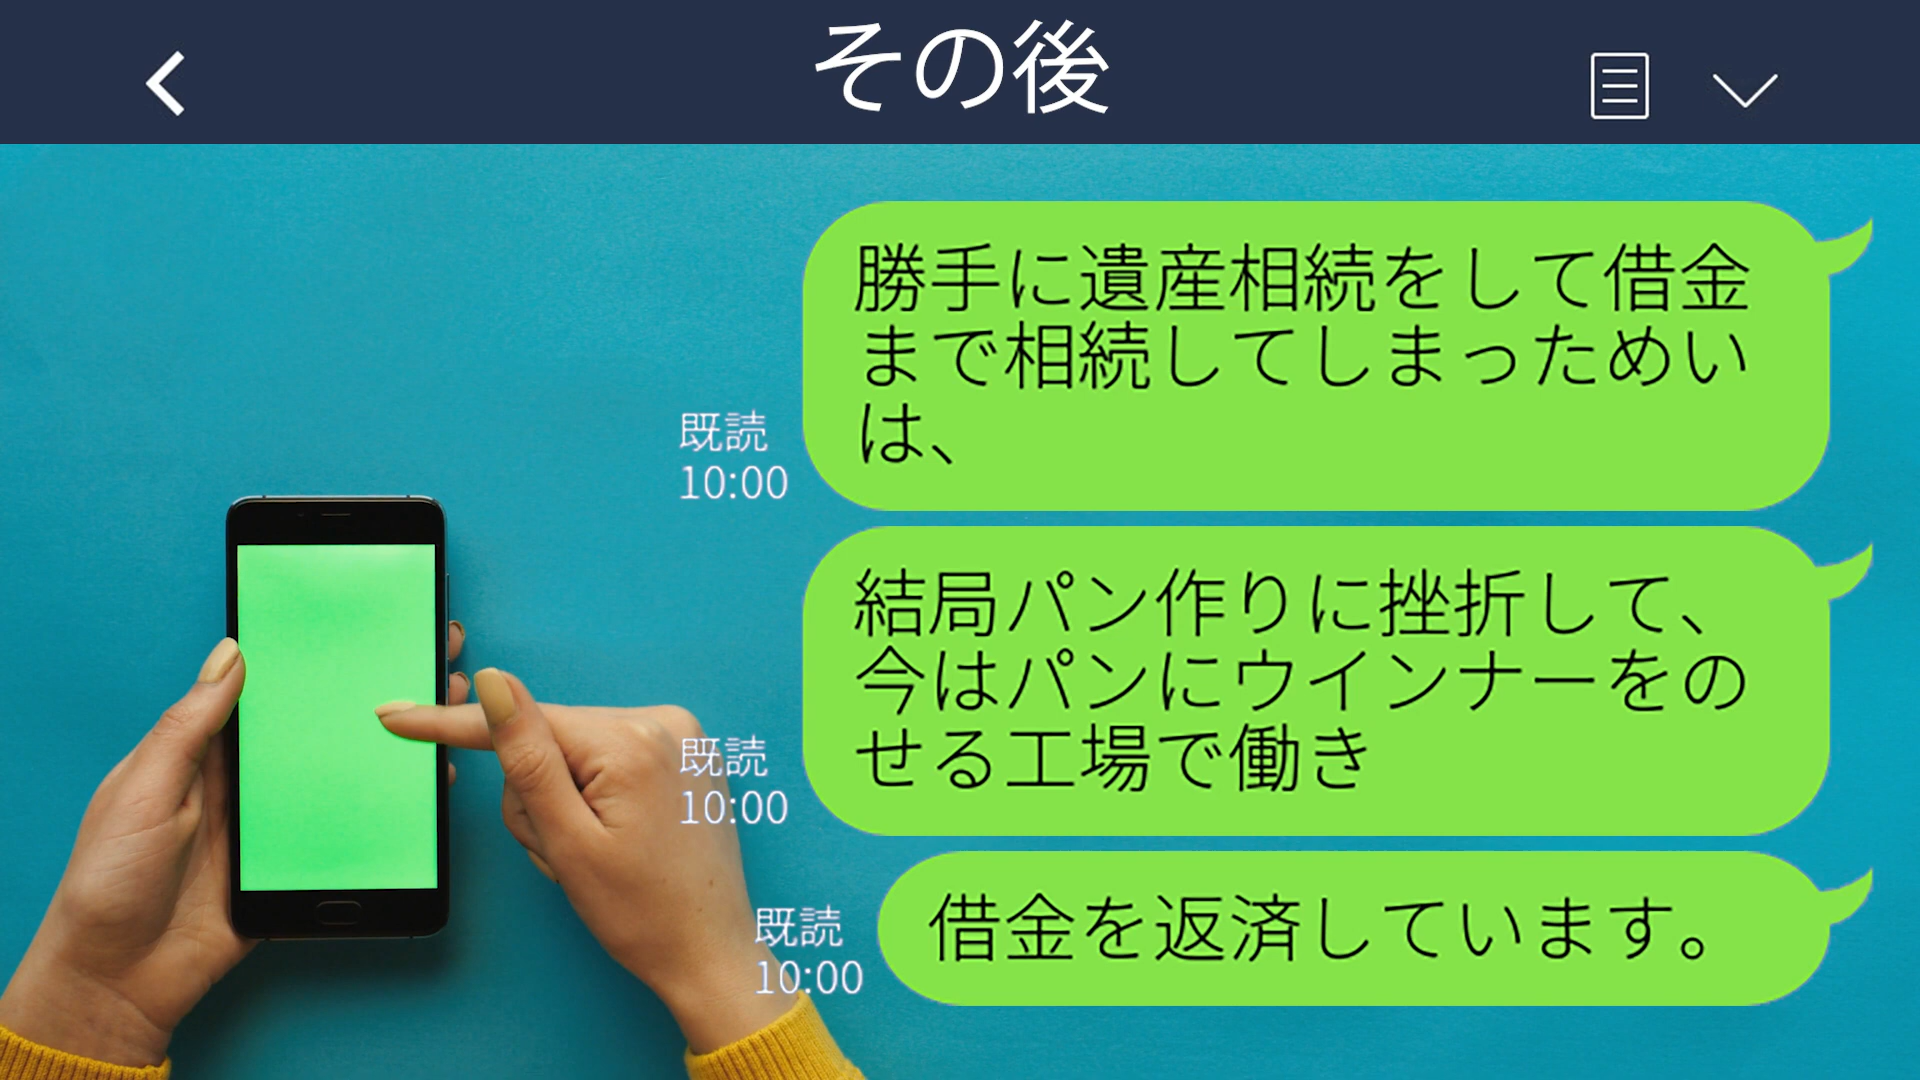 その後
勝手に遺産相続をして借金
まで相続してしまっためい
は、
既読
10:00
結局パン作りに挫折して、
今はパンにウインナーをの
せる工場で働き
既読
10:00
借金を返済しています。
既読
10:00